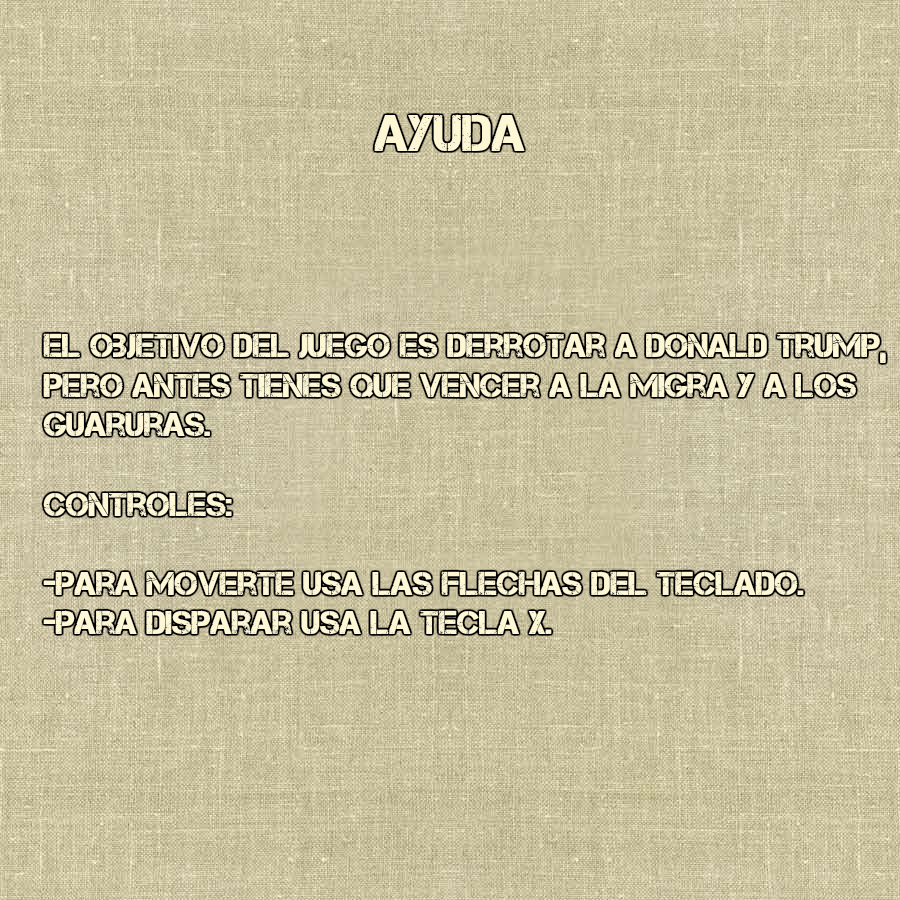 AYUDA
EL OBJETIVO DEL JUEGO ES DERROTAR A DONALD TRUMP,
PERO ANTES TIENES QUE VENCER A LA MIGRA Y A LOS
GUARURAS.
CONTROLES:
-PARA MOVERTE USA LAS FLECHAS DEL TECLADO.
-PARA DISPARAR USA LA TECLA X.